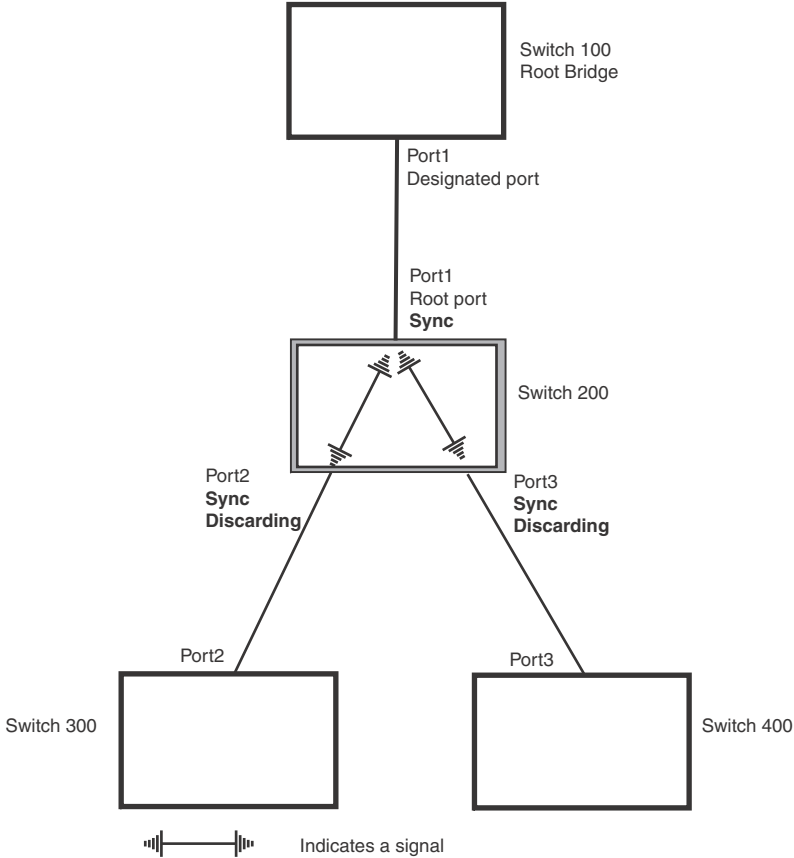 Switch 100
Root Bridge
Port1
Designated port
Port1
Root port
Sync
Switch 200
Port2
Sync
Discarding
Port3
Sync
Discarding
Port2
Port3
Switch 300
Switch 400
Indicates a signal